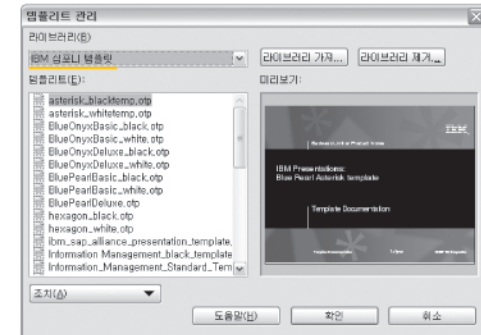 템플리트 관리
라이브러리(B)
IBM 심포니 템플릿
라이브러리 가져...
라이브러리 제거...
템플리트(E):
미리보기:
asterisk_blacktemp.otp
asterisk_whitetemp.otp
BlueOnyxBasic_black.otp
BlueOnyxBasic_white.otp
BlueOnyxDeluxe_black.otp
BlueOnyxDeluxe_white.otp
BluePearlBasic_black.otp
BluePearlBasic_white.otp
BluePearlDeluxe.otp
hexagon_black.otp
hexagon_white.otp
ibm_sap_alliance_presentation_template.
Information Management_black_template
Information_Management_Standard_Tem
IBM
IBM Presentations:
Blue Pearl Asterisk template
Template Documentation
조치(A)
도움말(H)
확인
취소